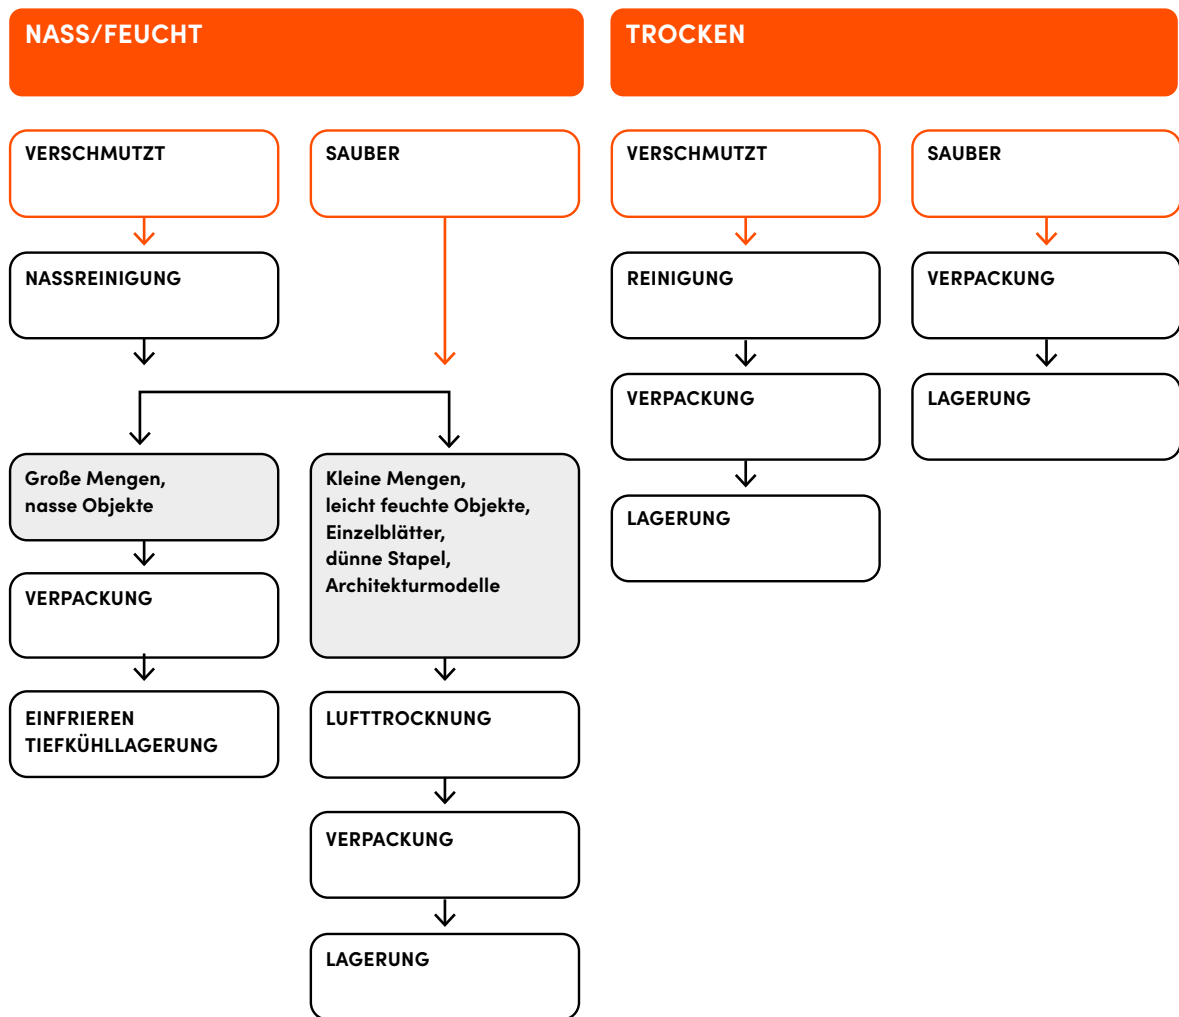 NASS/FEUCHT
TROCKEN
VERSCHMUTZT
SAUBER
VERSCHMUTZT
SAUBER
NASSREINIGUNG
REINIGUNG
VERPACKUNG
VERPACKUNG
LAGERUNG
Große Mengen,
nasse Objekte
Kleine Mengen,
leicht feuchte Objekte,
Einzelblätter,
dünne Stapel,
Architekturmodelle
LAGERUNG
VERPACKUNG
EINFRIEREN
TIEFKÜHLLAGERUNG
LUFTTROCKNUNG
VERPACKUNG
LAGERUNG